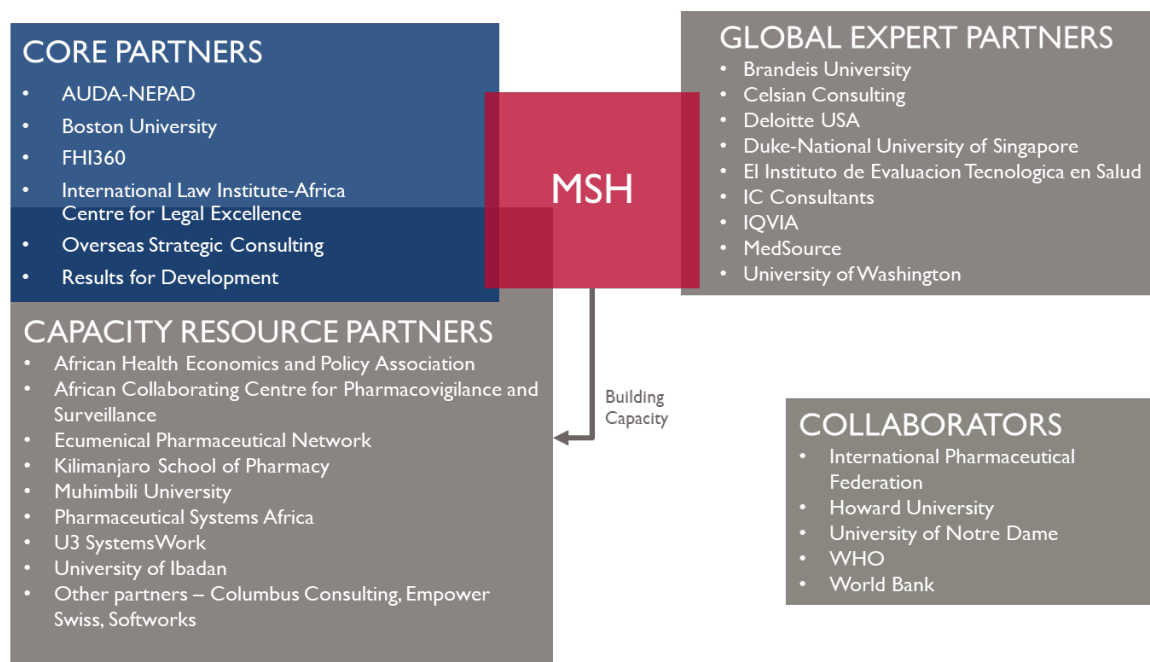 CORE PARTNERS
• AUDA-NEPAD
• Boston University
• FHI360
• International Law Institute-Africa
Centre for Legal Excellence
• Overseas Strategic Consulting
• Results for Development
MSH
GLOBAL EXPERT PARTNERS
• Brandeis University
• Celsian Consulting
• Deloitte USA
• Duke-National University of Singapore
• El Instituto de Evaluacion Tecnologica en Salud
• IC Consultants
• IQVIA
• MedSource
• University of Washington
CAPACITY RESOURCE PARTNERS
• African Health Economics and Policy Association
• African Collaborating Centre for Pharmacovigilance and
Surveillance
• Ecumenical Pharmaceutical Network
• Kilimanjaro School of Pharmacy
• Muhimbili University
• Pharmaceutical Systems Africa
• U3 SystemsWork
• University of Ibadan
• Other partners – Columbus Consulting, Empower
Swiss, Softworks
Building
Capacity
COLLABORATORS
• International Pharmaceutical
Federation
• Howard University
• University of Notre Dame
• WHO
• World Bank